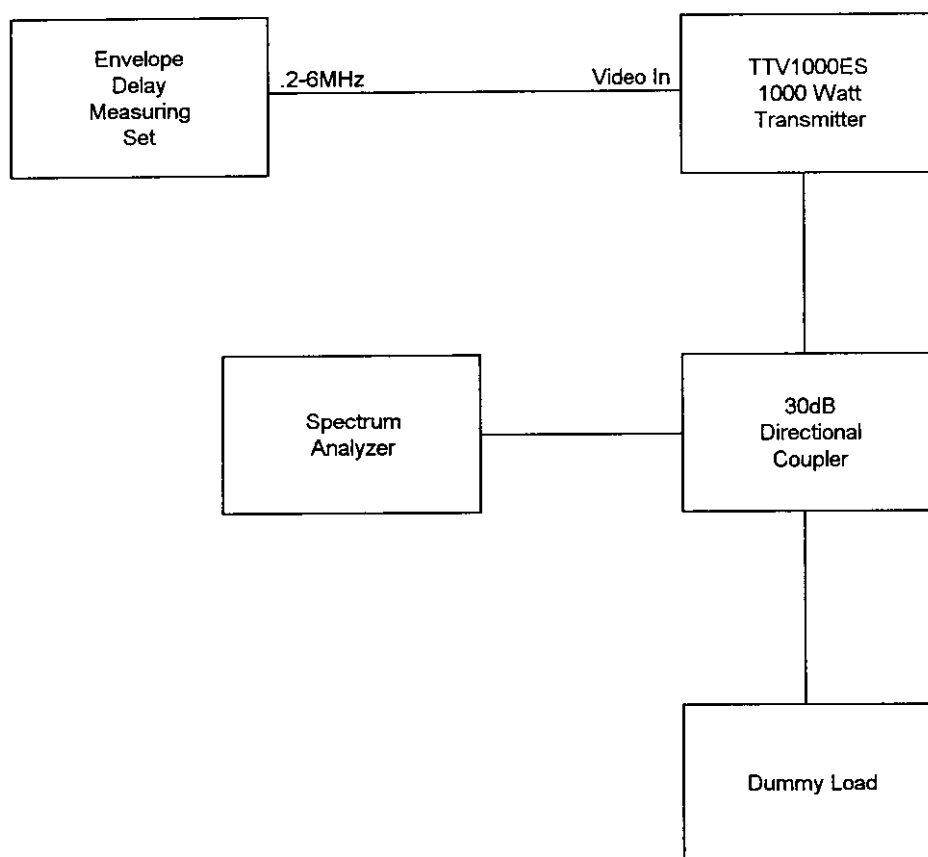 Envelope
Delay
Measuring
Set
.2-6MHz
Video In
TTV1000ES
1000 Watt
Transmitter
Spectrum
Analyzer
30dB
Directional
Coupler
Dummy Load